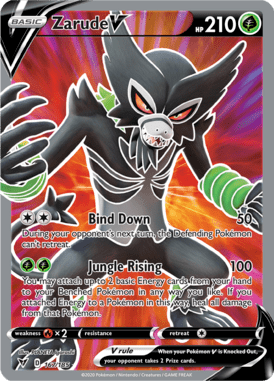 BASIC
Zarude V
HP 210
Bind Down 50
During your opponent's next turn, the Defending Pokémon
can't retreat.
Jungle Rising 100
You may attach up to 2 basic Energy cards from your hand
to your Benched Pokémon in any way you like. If you
attached Energy to a Pokémon in this way, heal all damage
from that Pokémon.
weakness ×2 resistance retreat
V rule
When your Pokémon V is Knocked Out,
your opponent takes 2 Prize cards.
Illus.
D
/185
©2020 Pokémon / Nintendo / Creatures / GAME FREAK